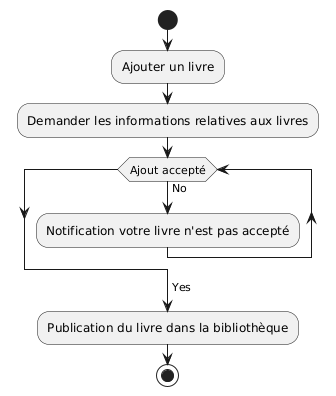 Ajouter un livre
Demander les informations relatives aux livres
Ajout accepté
No
Notification votre livre n'est pas accepté
Yes
Publication du livre dans la bibliothèque